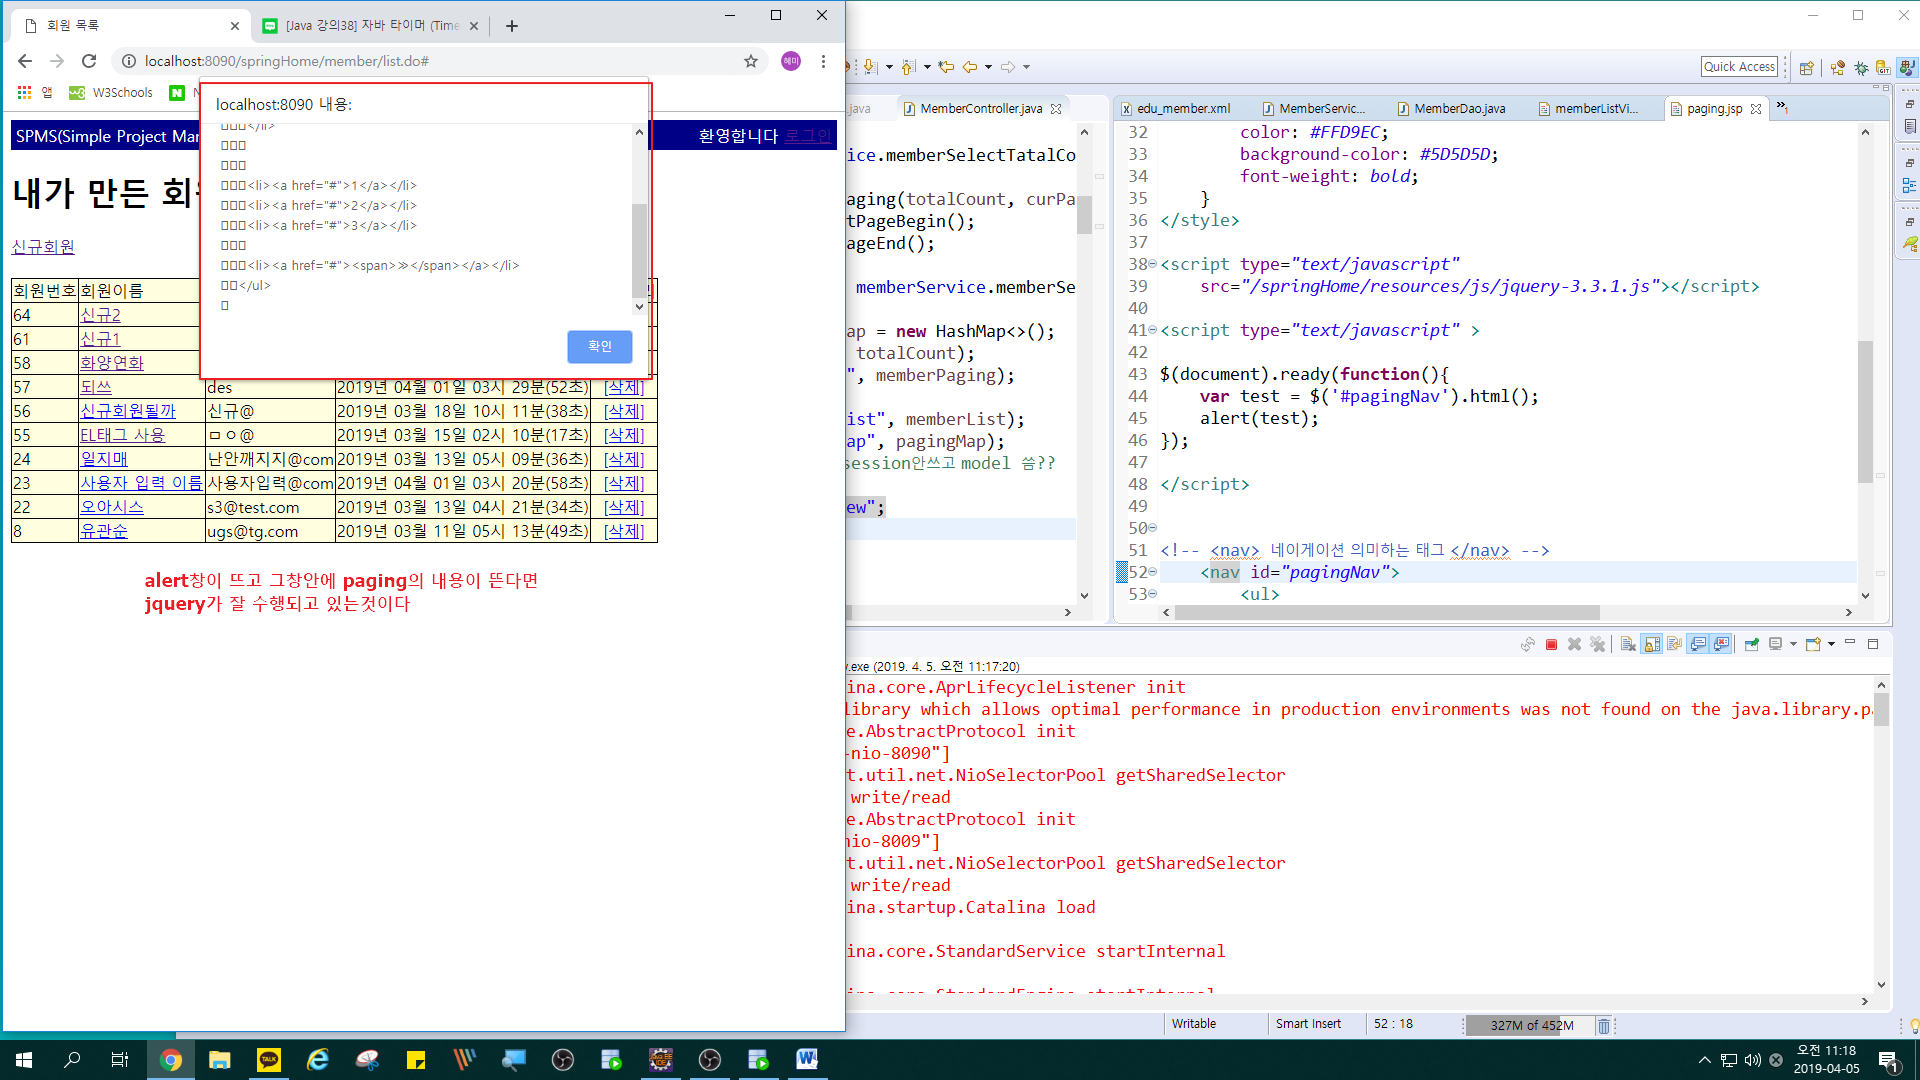 회원 목록
[Java 강의38] 자바 타이머 (Time
localhost:8090/springHome/member/list.do#
혜미
앱
W3Schools
N
localhost:8090 내용:
</li>
<li><a href="#">1</a></li>
<li><a href="#">2</a></li>
<li><a href="#">3</a></li>
<li><a href="#"><span>≫</span></a></li>
</ul>
확인
SPMS(Simple Project Mar
환영합니다 로그인
내가 만든 회
신규회원
회원번호 회원이름
64 신규2
61 신규1
58 화양연화
57 되쓰 des 2019년 04월 01일 03시 29분(52초) [삭제]
56 신규회원될까 신규@ 2019년 03월 18일 10시 11분(38초) [삭제]
55 EL태그 사용 ㅁㅇ@ 2019년 03월 15일 02시 10분(17초) [삭제]
24 일지매 난안깨지지@com 2019년 03월 13일 05시 09분(36초) [삭제]
23 사용자 입력 이름 사용자입력@com 2019년 04월 01일 03시 20분(58초) [삭제]
22 오아시스 s3@test.com 2019년 03월 13일 04시 21분(34초) [삭제]
8 유관순 ugs@tg.com 2019년 03월 11일 05시 13분(49초) [삭제]
alert창이 뜨고 그창안에 paging의 내용이 뜬다면
jquery가 잘 수행되고 있는것이다
Quick Access
.java
MemberController.java
ice.memberSelectTatalCo
aging(totalCount, curPa
tPageBegin();
ageEnd();
memberService.memberSe
ap = new HashMap<>();
totalCount);
", memberPaging);
ist", memberList);
ap", pagingMap);
session안쓰고 model 씀??
ew";
edu_member.xml
MemberServic...
MemberDao.java
memberListVi...
paging.jsp
»1
32 color: #FFD9EC;
33 background-color: #5D5D5D;
34 font-weight: bold;
35 }
36 </style>
37
38 <script type="text/javascript"
39 src="/springHome/resources/js/jquery-3.3.1.js"></script>
40
41 <script type="text/javascript" >
42
43 $(document).ready(function(){
44 var test = $('#pagingNav').html();
45 alert(test);
46 });
47
48 </script>
49
50
51 <!-- <nav> 네이게이션 의미하는 태그 </nav> -->
52 <nav id="pagingNav">
53 <ul>
.exe (2019. 4. 5. 오전 11:17:20)
ina.core.AprLifecycleListener init
library which allows optimal performance in production environments was not found on the java.library.pa
e.AbstractProtocol init
-nio-8090"]
t.util.net.NioSelectorPool getSharedSelector
write/read
e.AbstractProtocol init
nio-8009"]
t.util.net.NioSelectorPool getSharedSelector
write/read
ina.startup.Catalina load
ina.core.StandardService startInternal
ina.core.StandardEngine startInternal
Writable
Smart Insert
52 : 18
327M of 452M
TALK
오전 11:18
2019-04-05
1